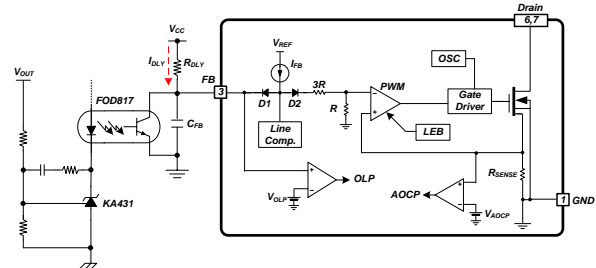 Drain
6,7
VCC
IDLY
RDLY
VREF
IFB
OSC
VOUT
FB
3
FOD817
D1
D2
3R
PWM
Gate
Driver
R
CFB
Line
Comp.
LEB
KA431
VOLP
OLP
AOCP
VAOCP
RSENSE
1
GND